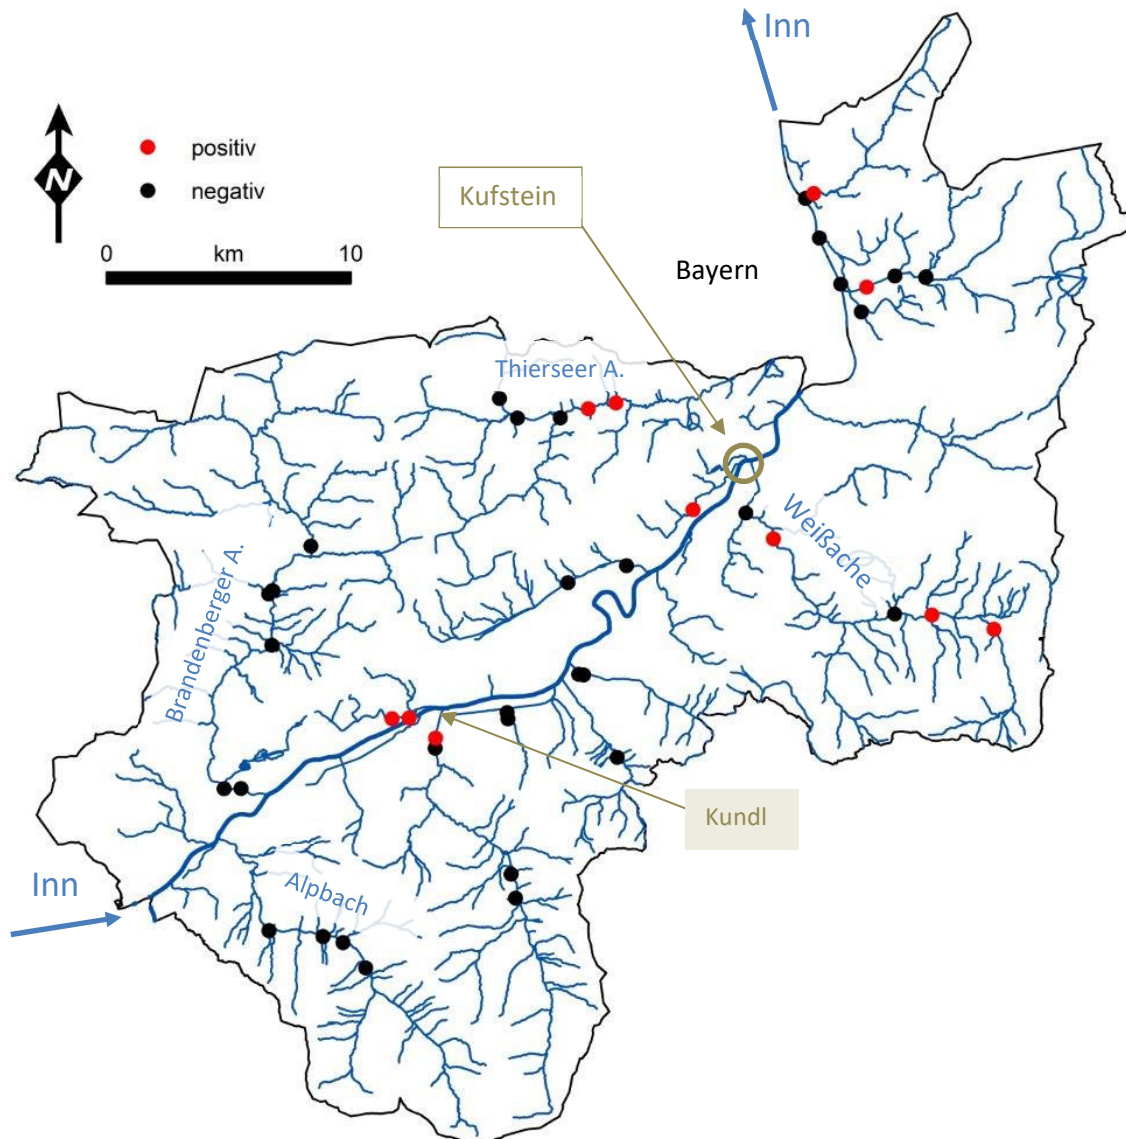 Inn
positiv
N
negativ
Kufstein
0 km 10
Bayern
Thierseer A.
Weißache
Brandenberger A.
Kundl
Inn
Alpbach